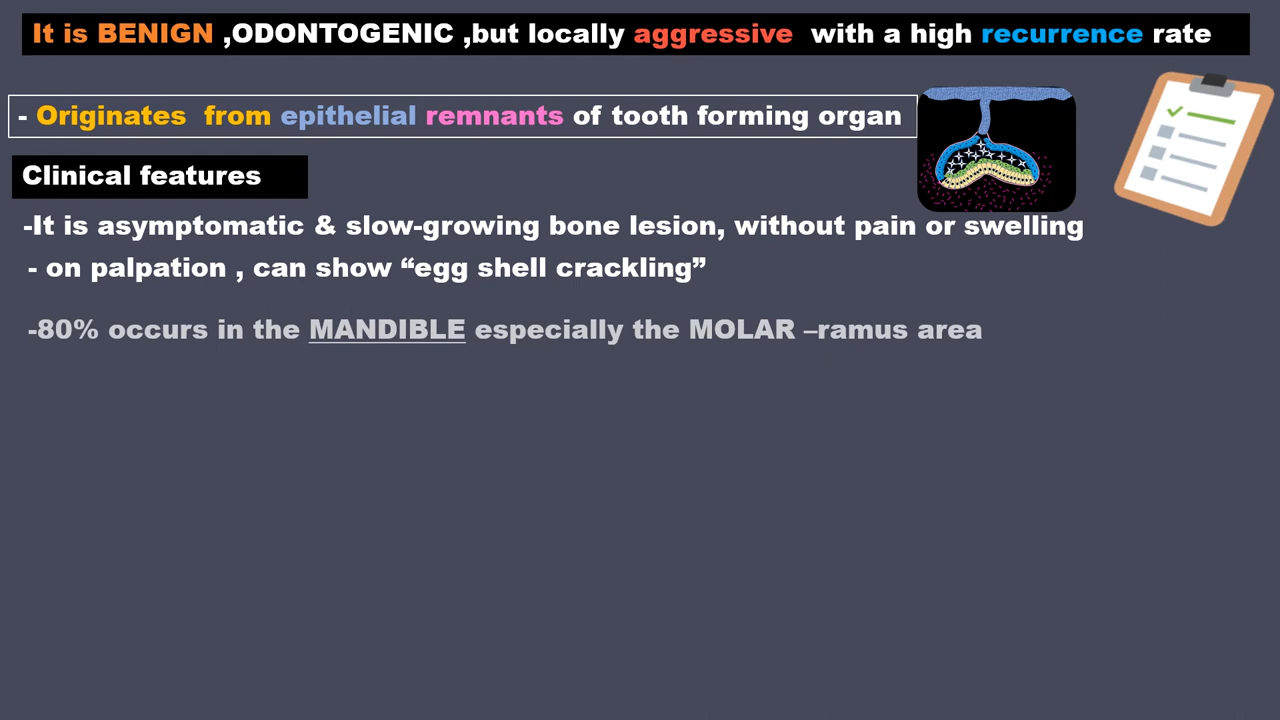 It is BENIGN ,ODONTOGENIC ,but locally aggressive with a high recurrence rate
- Originates from epithelial remnants of tooth forming organ
Clinical features
-It is asymptomatic & slow-growing bone lesion, without pain or swelling
- on palpation , can show “egg shell crackling”
-80% occurs in the MANDIBLE especially the MOLAR –ramus area